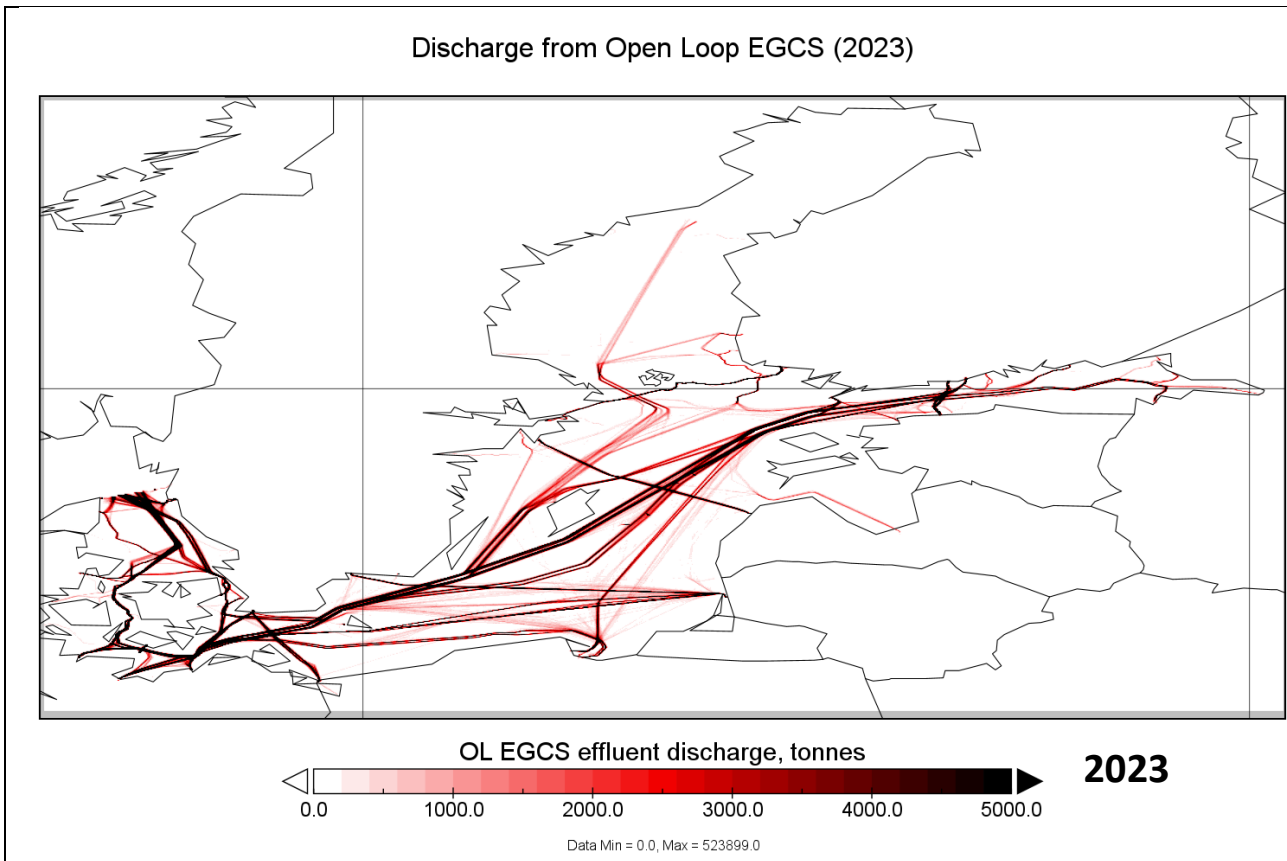 Discharge from Open Loop EGCS (2023)
OL EGCS effluent discharge, tonnes
2023
0.0 1000.0 2000.0 3000.0 4000.0 5000.0
Data Min = 0.0, Max = 523899.0